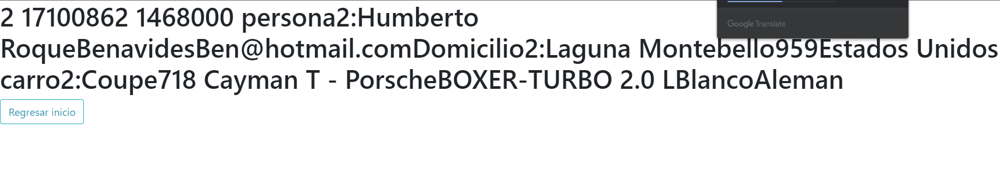 2 17100862 1468000 persona2:Humberto
Google Translate
RoqueBenavidesBen@hotmail.comDomicilio2:Laguna Montebello959Estados Unidos
carro2:Coupe718 Cayman T - PorscheBOXER-TURBO 2.0 LBlancoAleman
Regresar inicio